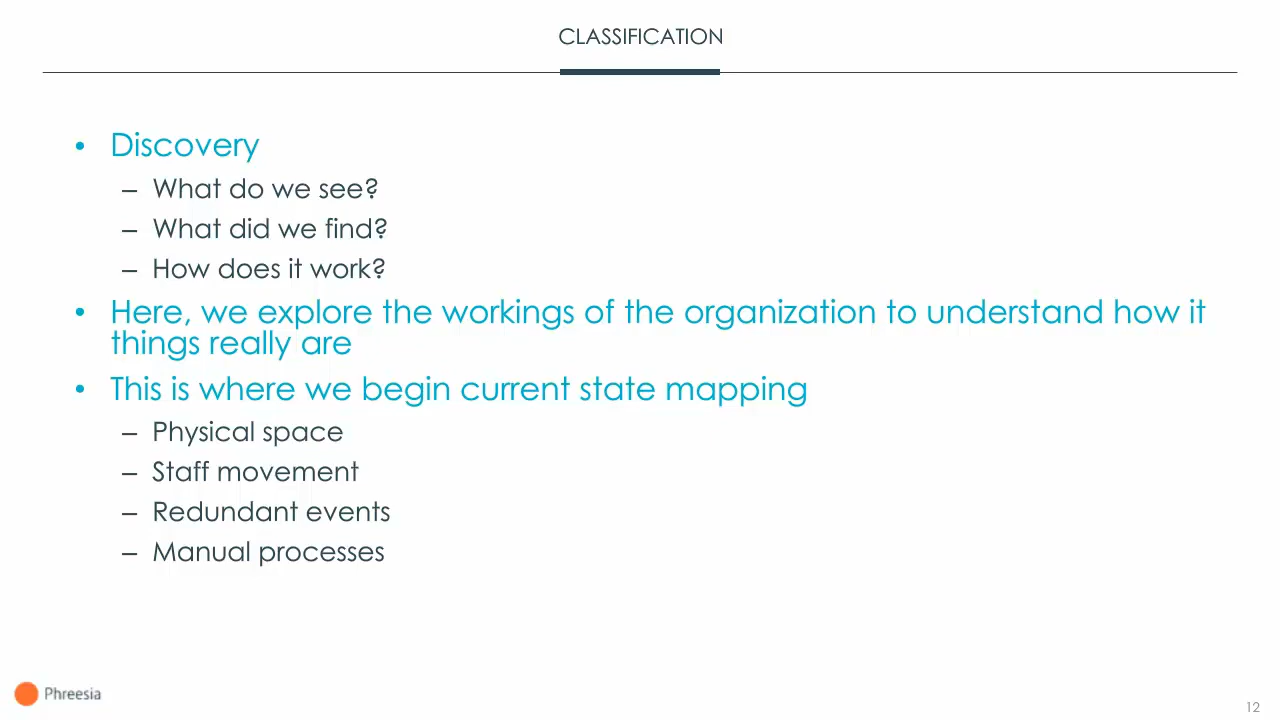 CLASSIFICATION
• Discovery
– What do we see?
– What did we find?
– How does it work?
• Here, we explore the workings of the organization to understand how it
things really are
• This is where we begin current state mapping
– Physical space
– Staff movement
– Redundant events
– Manual processes
Phreesia
12